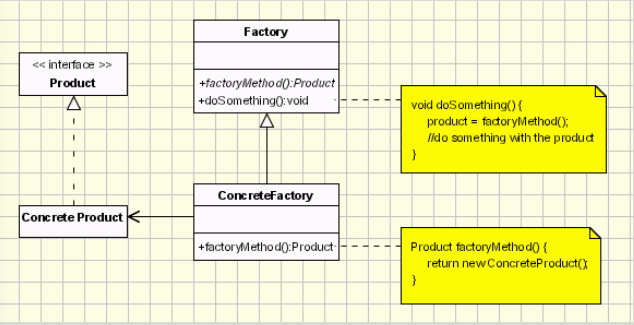 Factory
<< interface >>
Product
+factoryMethod():Product
+doSomething():void
void doSomething() {
product = factoryMethod();
//do something with the product
}
ConcreteFactory
Concrete Product
+factoryMethod():Product
Product factoryMethod() {
return new ConcreteProduct();
}